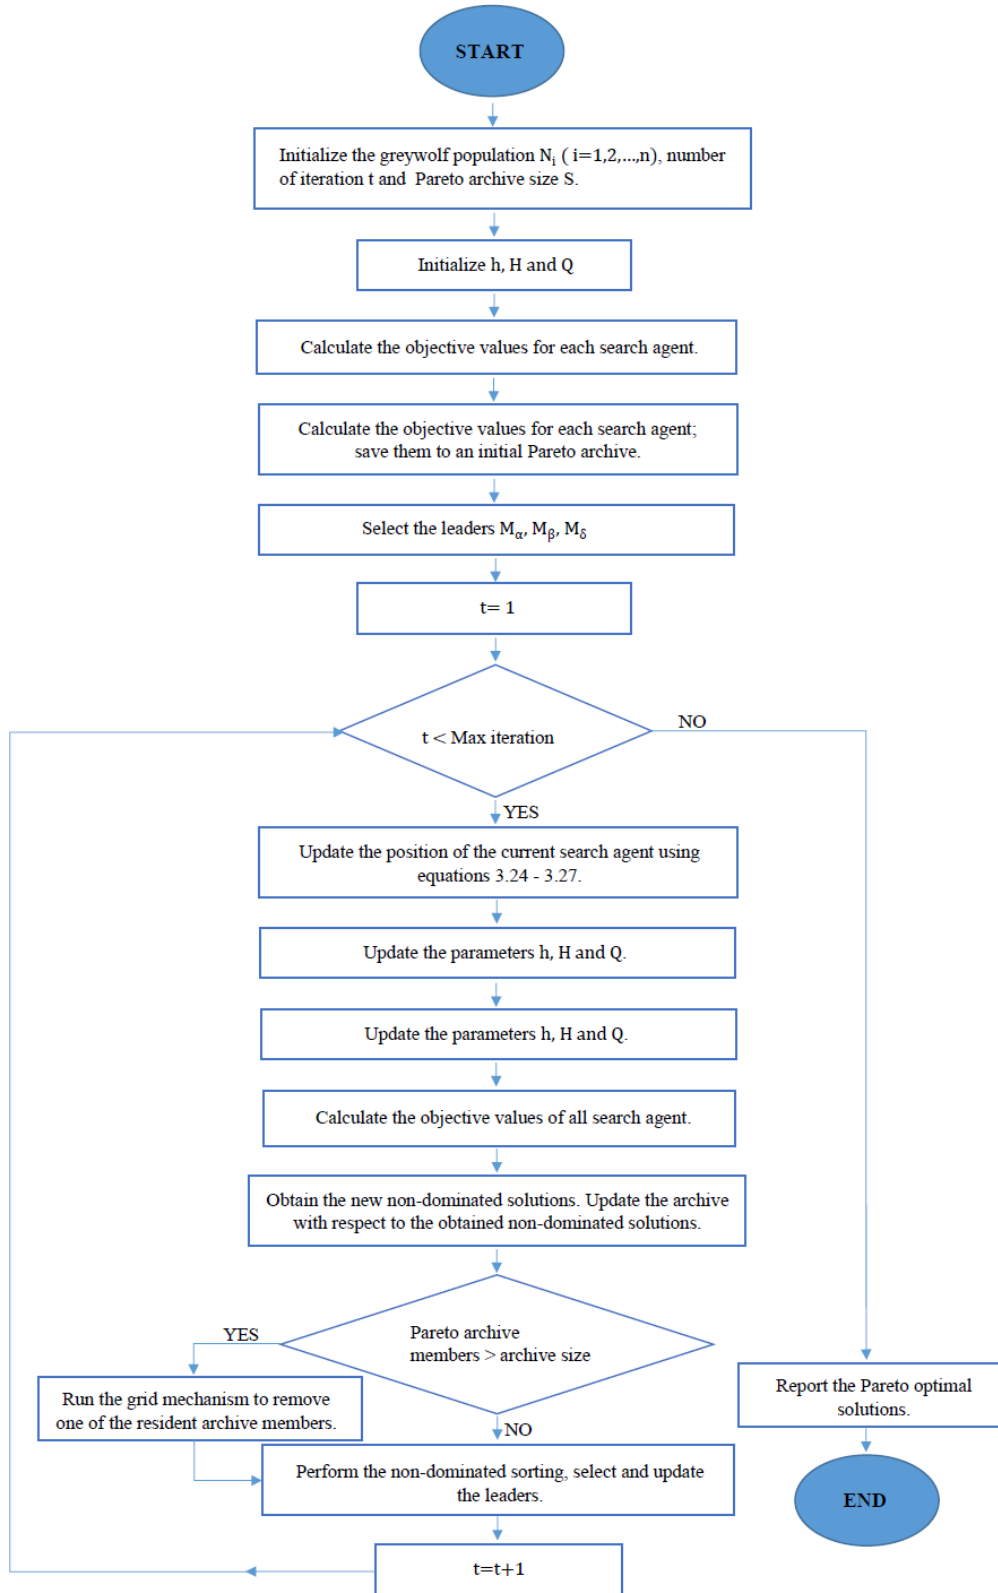 START
Initialize the greywolf population Nᵢ ( i=1,2,...,n), number
of iteration t and Pareto archive size S.
Initialize h, H and Q
Calculate the objective values for each search agent.
Calculate the objective values for each search agent;
save them to an initial Pareto archive.
Select the leaders M_α, M_β, M_δ
t= 1
t < Max iteration
NO
YES
Update the position of the current search agent using
equations 3.24 - 3.27.
Update the parameters h, H and Q.
Update the parameters h, H and Q.
Calculate the objective values of all search agent.
Obtain the new non-dominated solutions. Update the archive
with respect to the obtained non-dominated solutions.
Pareto archive
members > archive size
YES
Run the grid mechanism to remove
one of the resident archive members.
NO
Perform the non-dominated sorting, select and update
the leaders.
t=t+1
Report the Pareto optimal
solutions.
END